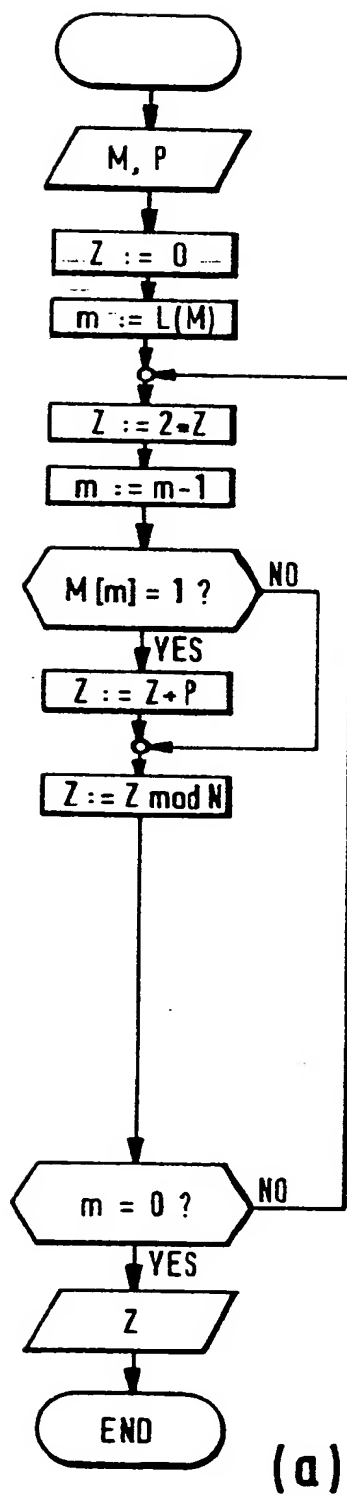 M, P
Z := 0
m := L(M)
Z := 2*Z
m := m-1
M[m] = 1 ?
NO
YES
Z := Z+P
Z := Z mod N
m = 0 ?
NO
YES
Z
END
(a)